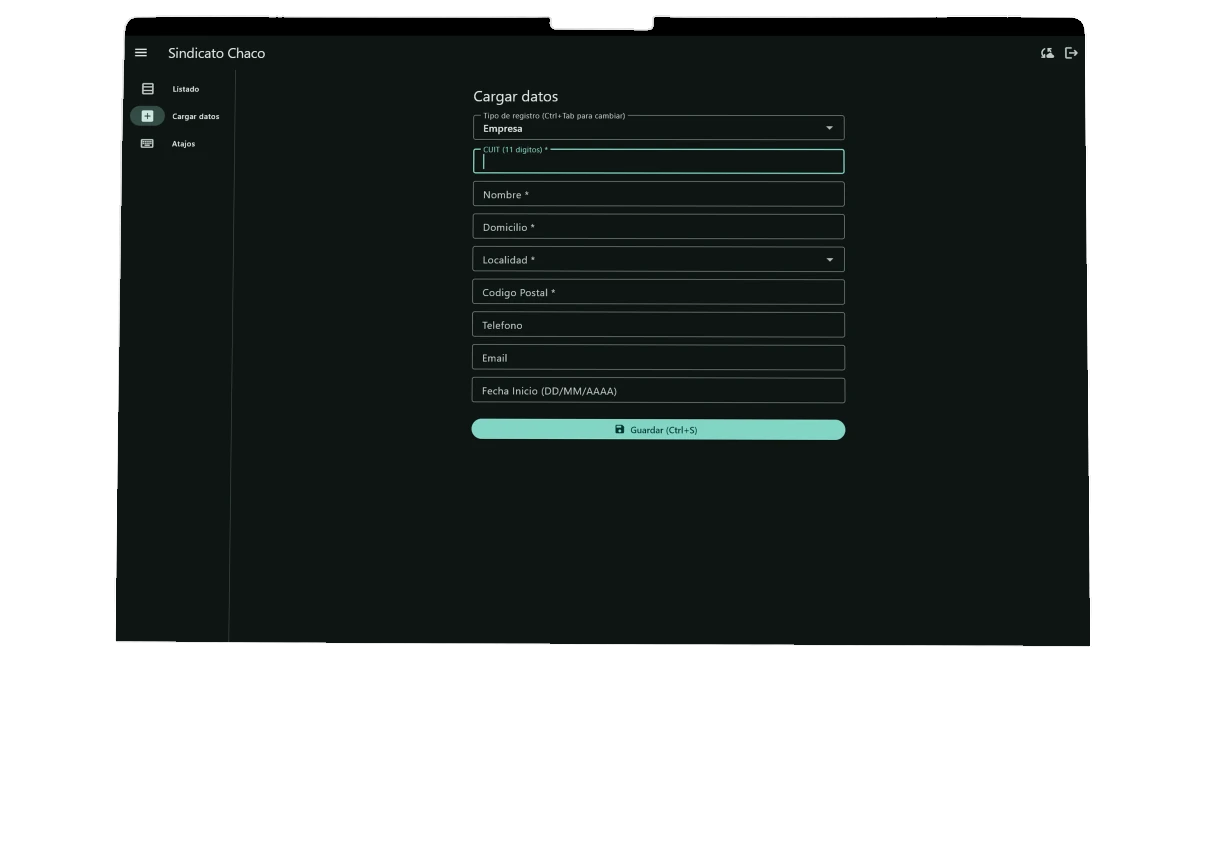 Sindicato Chaco
Listado
Cargar datos
Atajos
Cargar datos
Tipo de registro (Ctrl+Tab para cambiar)
Empresa
CUIT (11 digitos) *
Nombre *
Domicilio *
Localidad *
Codigo Postal *
Telefono
Email
Fecha Inicio (DD/MM/AAAA)
Guardar (Ctrl+S)